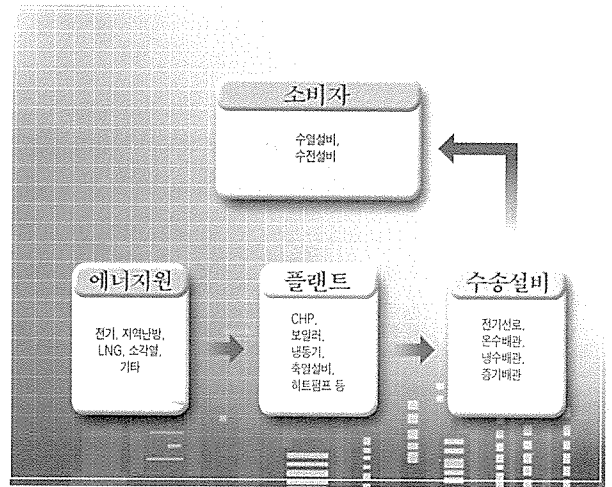 소비자
수열설비,
수전설비
에너지원
전기, 지역난방,
LNG, 소각열,
기타
플랜트
CHP,
보일러,
냉동기,
축열설비,
히트펌프 등
수송설비
전기선로,
온수배관,
냉수배관,
증기배관